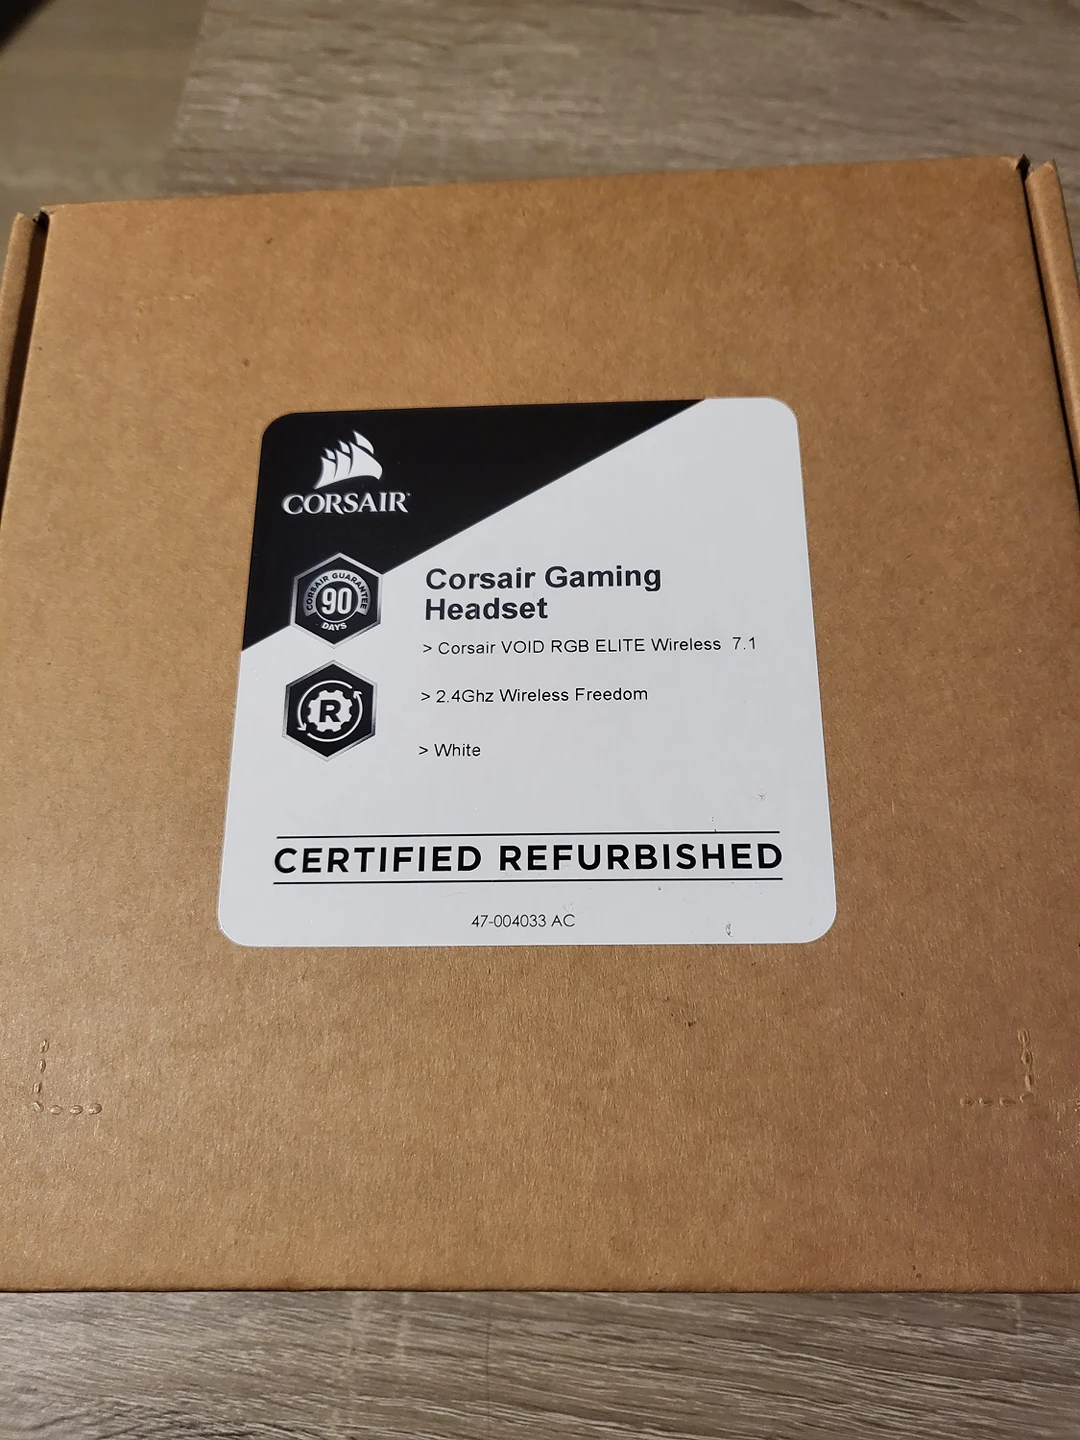 CORSAIR
CORSAIR GUARANTEE
90
DAYS
R
Corsair Gaming
Headset
> Corsair VOID RGB ELITE Wireless 7.1
> 2.4Ghz Wireless Freedom
> White
CERTIFIED REFURBISHED
47-004033 AC